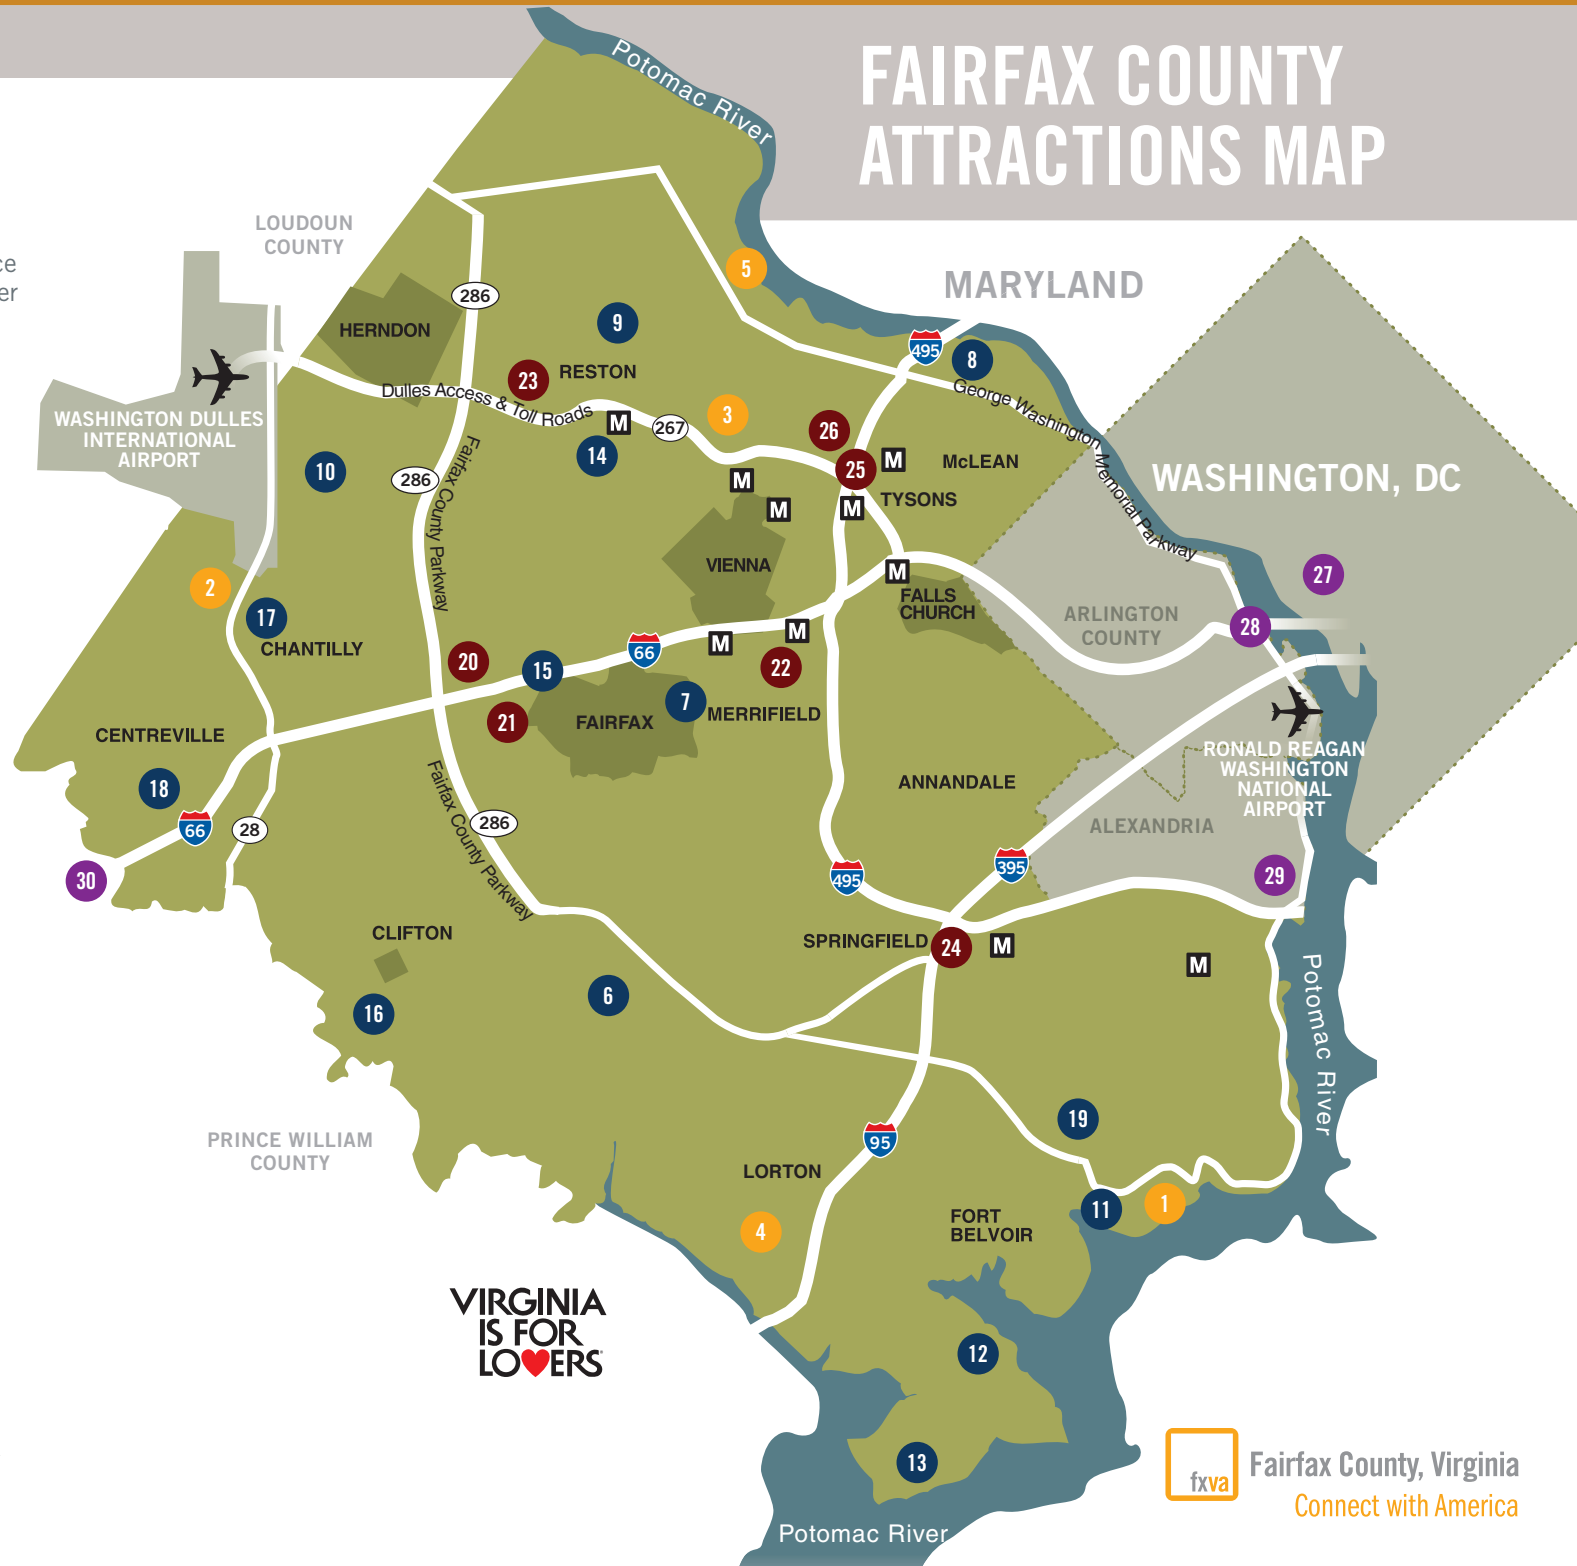 FAIRFAX COUNTY
ATTRACTIONS MAP
Potomac River
LOUDOUN
COUNTY
ce
er
MARYLAND
5
286
HERNDON
9
495
8
RESTON
23
Dulles Access & Toll Roads
George Washington Memorial Parkway
WASHINGTON DULLES
INTERNATIONAL
AIRPORT
M
267
3
26
14
10
286
Fairfax County Parkway
25
M
McLEAN
WASHINGTON, DC
M
M
M
TYSONS
VIENNA
M
27
2
17
CHANTILLY
FALLS
CHURCH
ARLINGTON
COUNTY
28
20
15
66
M
M
22
21
FAIRFAX
7
MERRIFIELD
CENTREVILLE
RONALD REAGAN
WASHINGTON
NATIONAL
AIRPORT
18
66
28
286
Fairfax County Parkway
ANNANDALE
ALEXANDRIA
30
495
395
29
CLIFTON
SPRINGFIELD
24
M
M
Potomac River
16
6
PRINCE WILLIAM
COUNTY
95
19
LORTON
4
FORT
BELVOIR
11
1
VIRGINIA
IS FOR
LOVERS
12
13
fxva
Fairfax County, Virginia
Connect with America
Potomac River